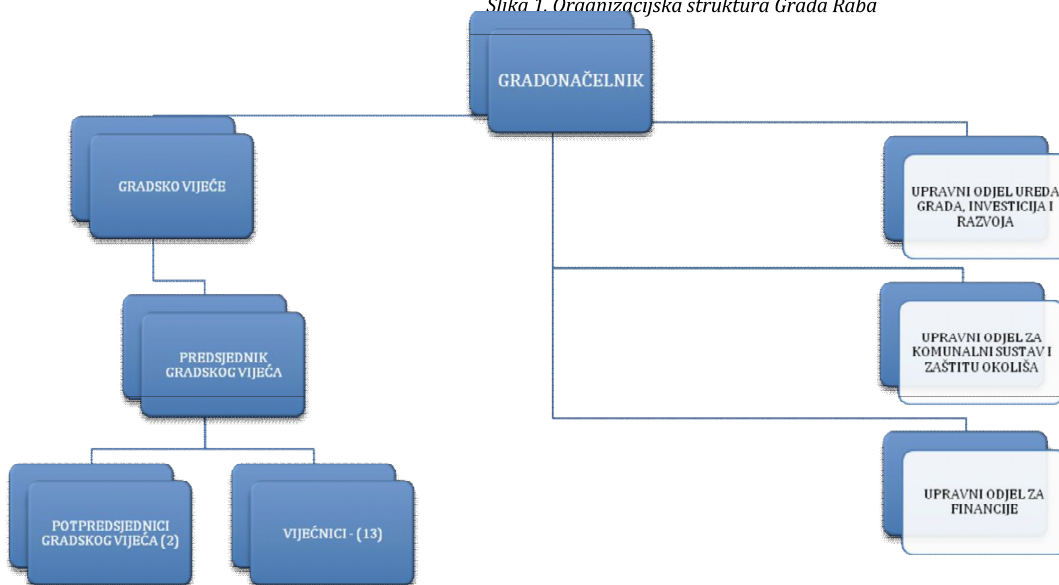 Slika 1. Organizacijska struktura Grada Raba
GRADONAČELNIK
GRADSKO VIJEĆE
PREDSJEDNIK
GRADSKOG VIJEĆA
POTPREDSJEDNICI
GRADSKOG VIJEĆA (2)
VIJEĆNICI - (13)
UPRAVNI ODJEL UREDA
GRADA, INVESTICIJA I
RAZVOJA
UPRAVNI ODJEL ZA
KOMUNALNI SUSTAV I
ZAŠTITU OKOLIŠA
UPRAVNI ODJEL ZA
FINANCIJE